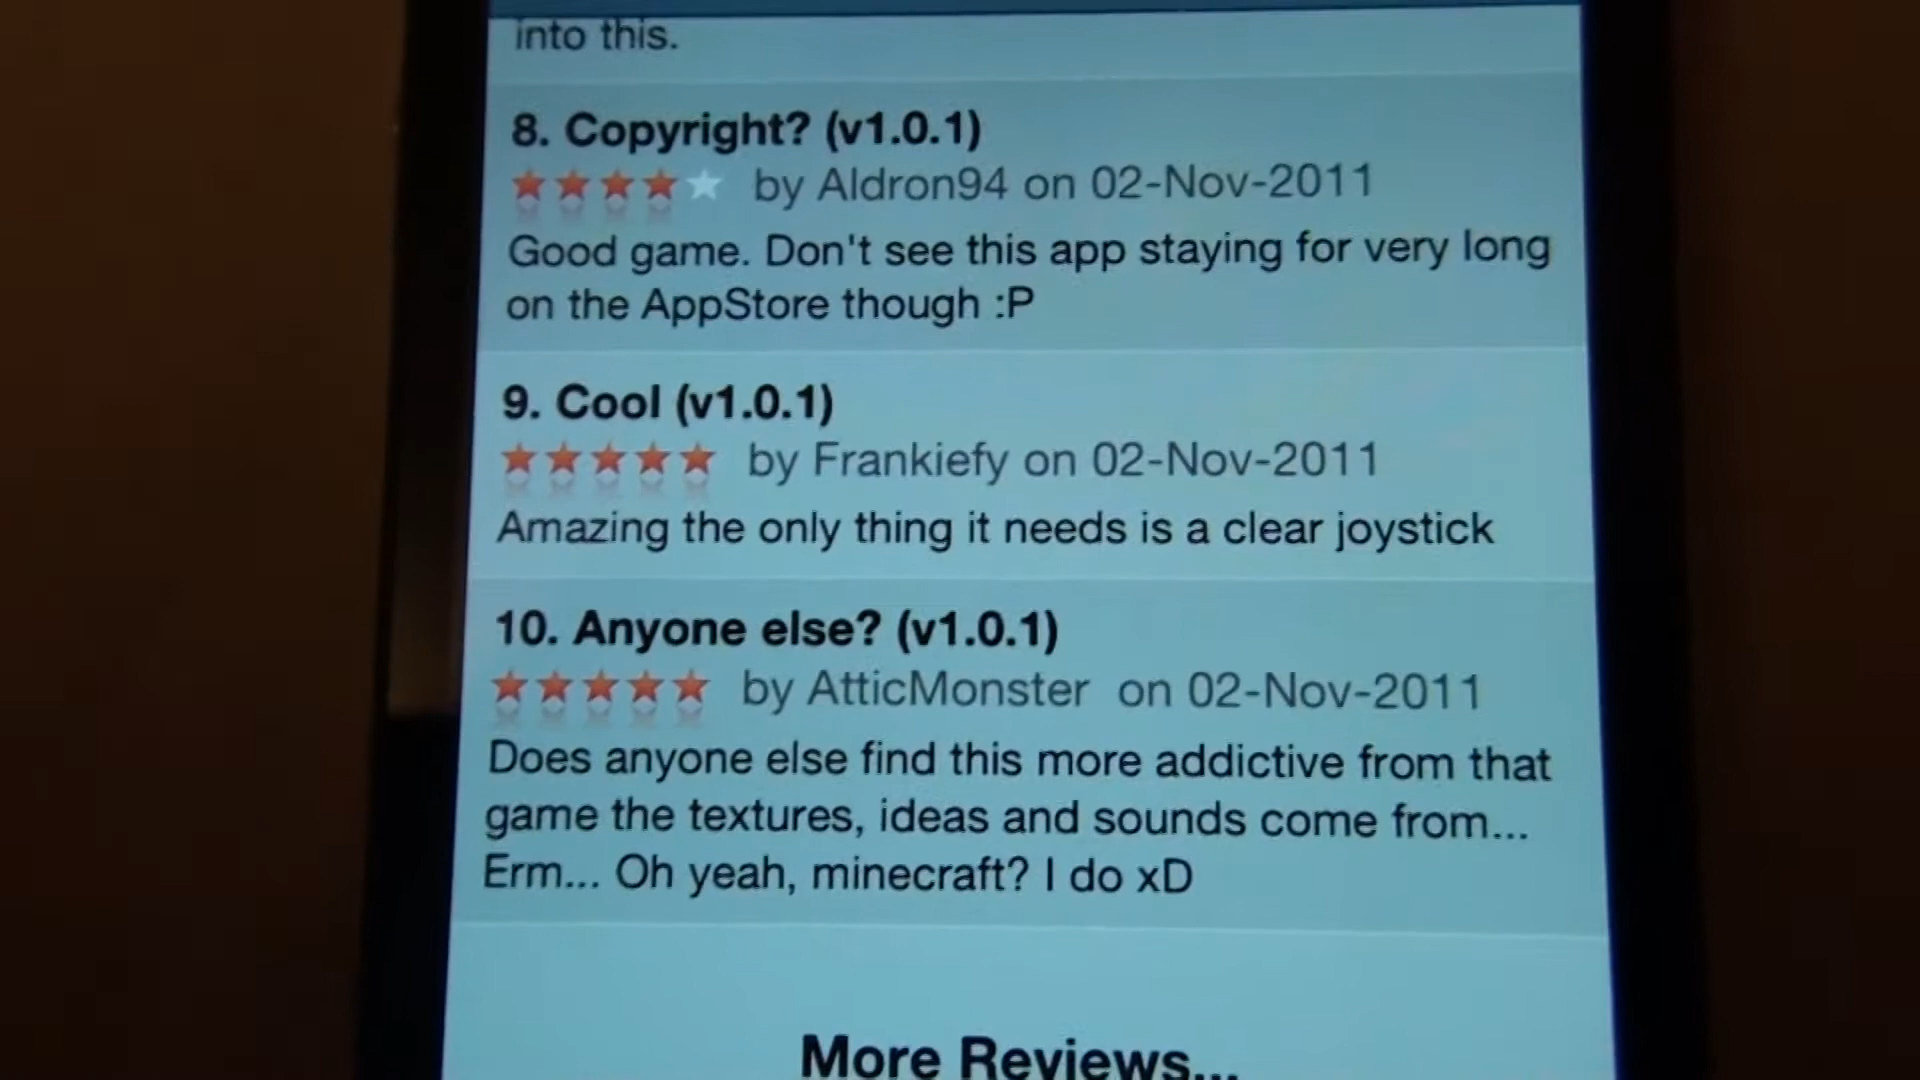 into this.
8. Copyright? (v1.0.1)
by Aldron94 on 02-Nov-2011
Good game. Don't see this app staying for very long
on the AppStore though :P
9. Cool (v1.0.1)
by Frankiefy on 02-Nov-2011
Amazing the only thing it needs is a clear joystick
10. Anyone else? (v1.0.1)
by AtticMonster on 02-Nov-2011
Does anyone else find this more addictive from that
game the textures, ideas and sounds come from...
Erm... Oh yeah, minecraft? I do xD
More Reviews...